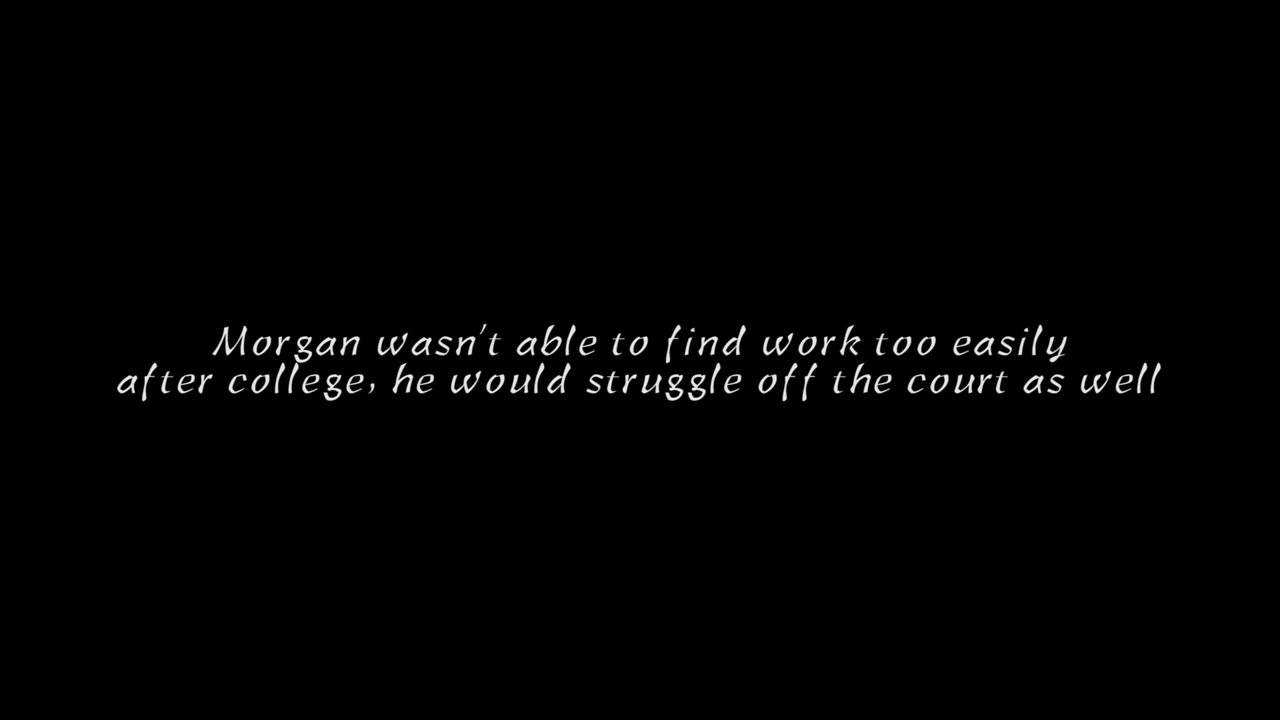 Morgan wasn't able to find work too easily
after college, he would struggle off the court as well